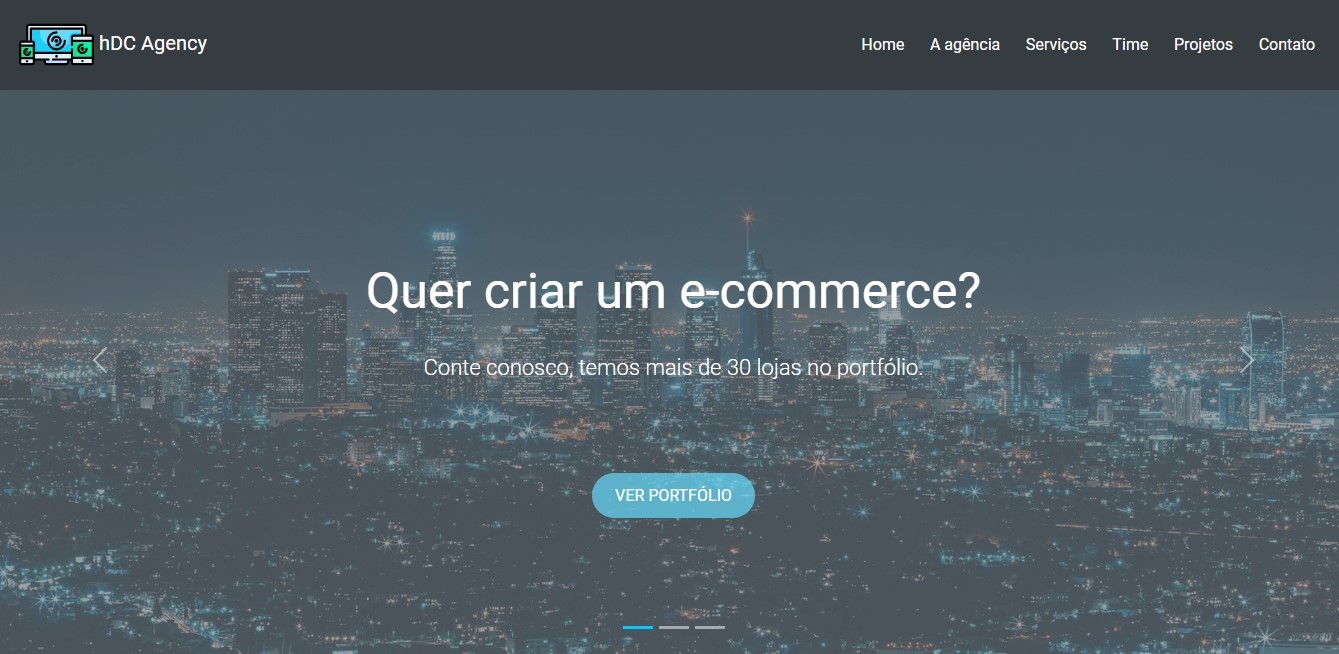 hDC Agency
Home A agência Serviços Time Projetos Contato
Quer criar um e-commerce?
Conte conosco, temos mais de 30 lojas no portfólio.
VER PORTFÓLIO